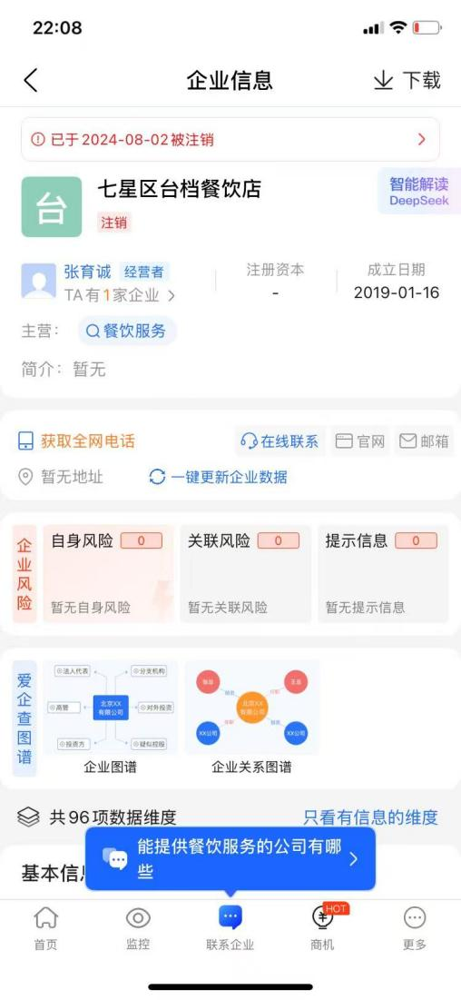 22:08
企业信息
下载
已于2024-08-02被注销
台
七星区台档餐饮店
注销
智能解读
DeepSeek
张育诚 经营者
TA有1家企业
注册资本
-
成立日期
2019-01-16
主营：
餐饮服务
简介：暂无
获取全网电话
在线联系
官网
邮箱
暂无地址
一键更新企业数据
企业风险
自身风险 0
暂无自身风险
关联风险 0
暂无关联风险
提示信息 0
暂无提示信息
爱企查图谱
法人代表
分支机构
高管
北京XX
有限公司
对外投资
投资方
疑似控股
企业图谱
北京XX
有限公司
XX公司
XX公司
企业关系图谱
共96项数据维度
只看有信息的维度
基本信
能提供餐饮服务的公司有哪
些
首页
监控
联系企业
HOT
商机
更多